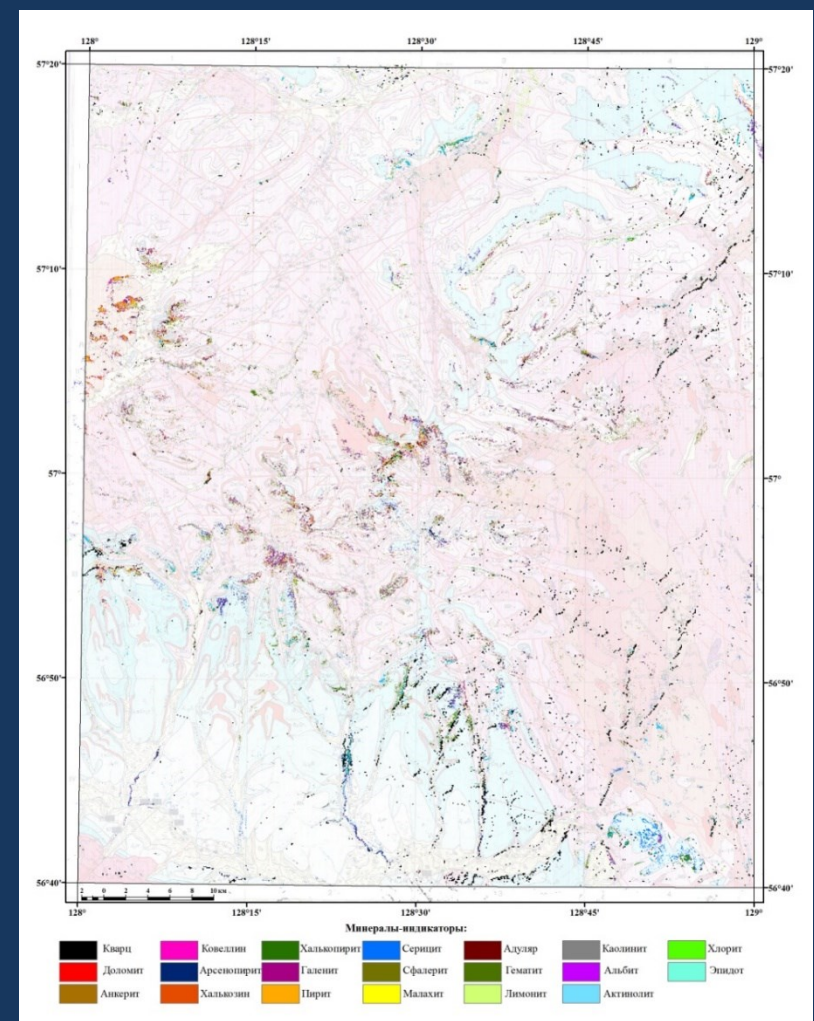 128° 128°15' 128°30' 128°45' 129°
57°20' 57°20'
57°10' 57°10'
57° 57°
56°50' 56°50'
56°40' 56°40'
2 0 2 4 6 8 10 км
128° 128°15' 128°30' 128°45' 129°
Минералы-индикаторы:
Кварц Ковеллин Халькопирит Серицит Адуляр Каолинит Хлорит
Доломит Арсенопирит Галенит Сфалерит Гематит Альбит Эпидот
Анкерит Халькозин Пирит Малахит Лимонит Актинолит